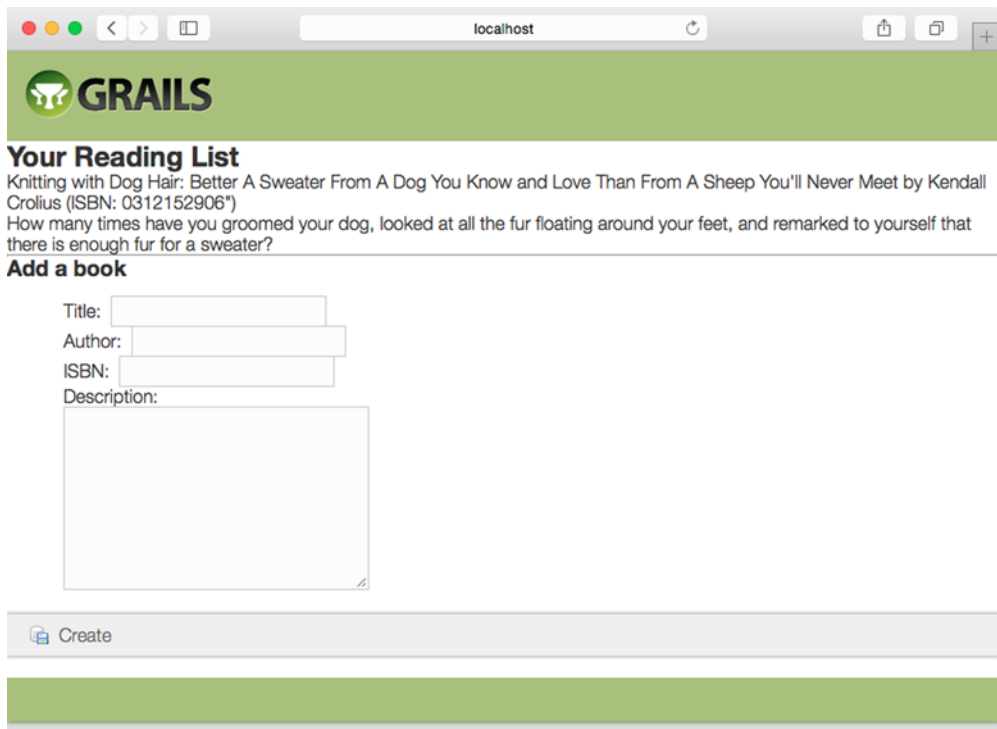 localhost
GRAILS
Your Reading List
Knitting with Dog Hair: Better A Sweater From A Dog You Know and Love Than From A Sheep You'll Never Meet by Kendall
Crolius (ISBN: 0312152906")
How many times have you groomed your dog, looked at all the fur floating around your feet, and remarked to yourself that
there is enough fur for a sweater?
Add a book
Title:
Author:
ISBN:
Description:
Create